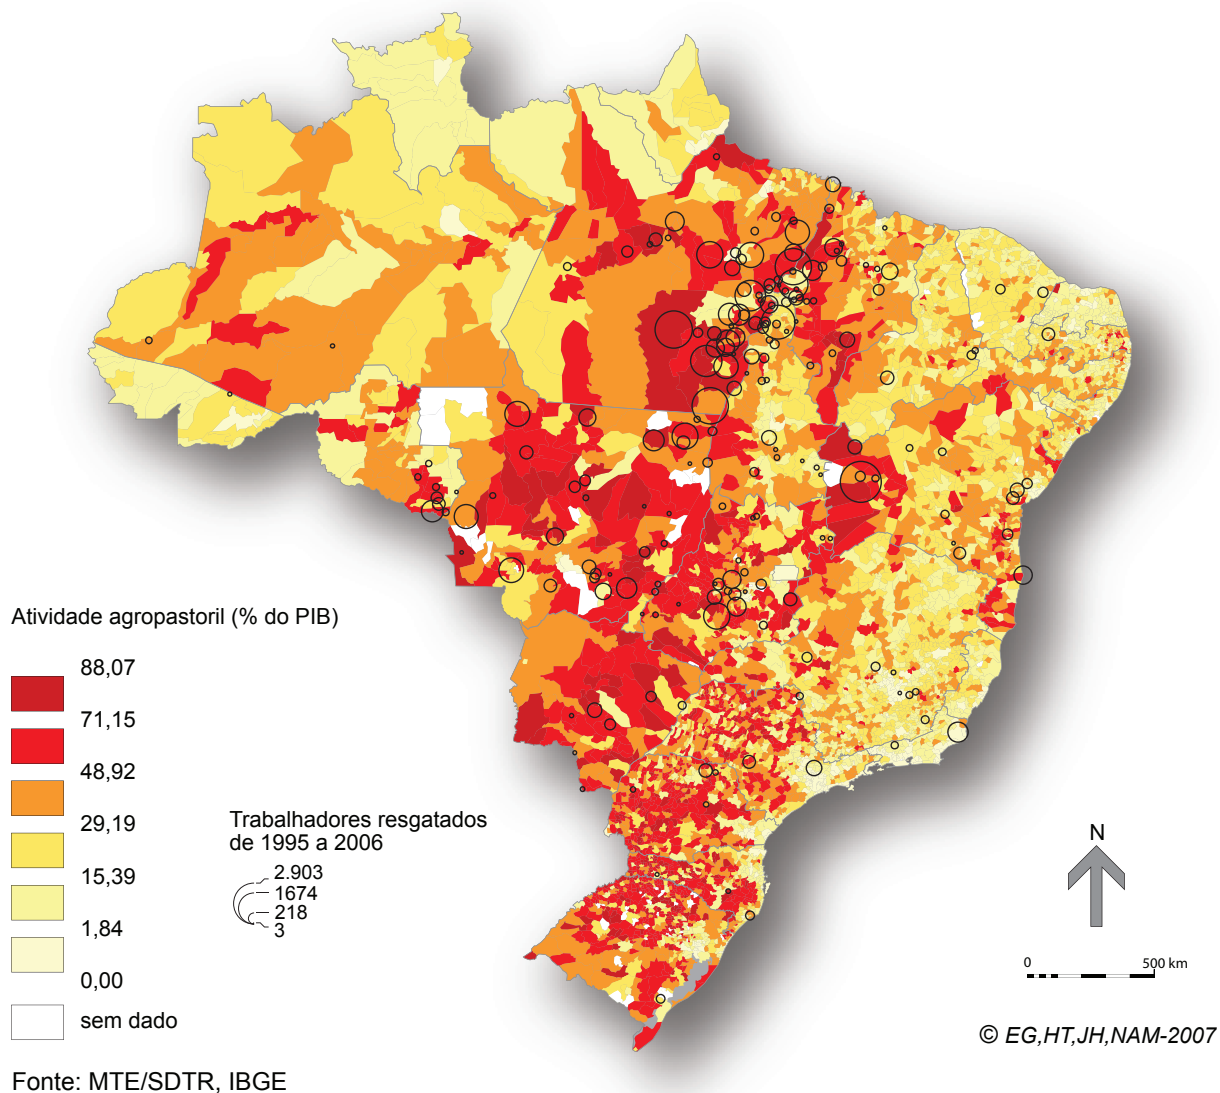 Atividade agropastoril (% do PIB)
88,07
71,15
48,92
29,19
15,39
1,84
0,00
sem dado
Trabalhadores resgatados
de 1995 a 2006
2.903
1674
218
3
N
0 500 km
© EG,HT,JH,NAM-2007
Fonte: MTE/SDTR, IBGE